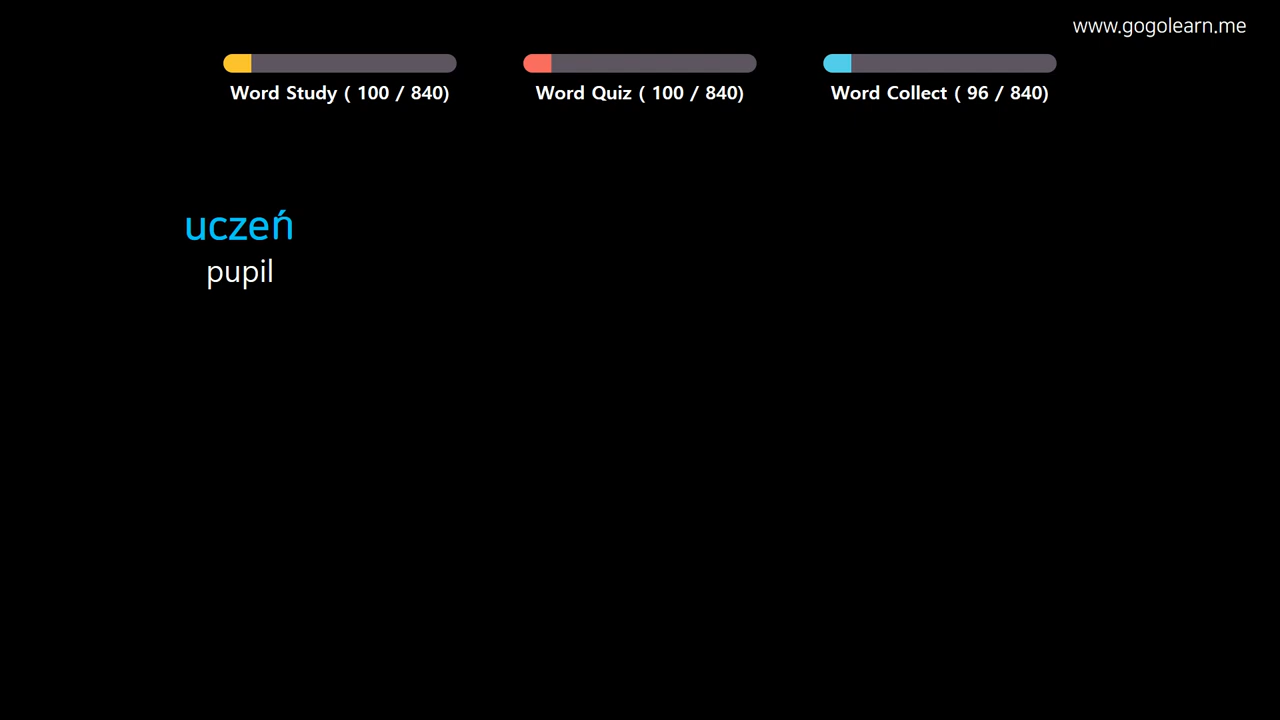 www.gogolearn.me
Word Study ( 100 / 840)
Word Quiz ( 100 / 840)
Word Collect ( 96 / 840)
uczeń
pupil